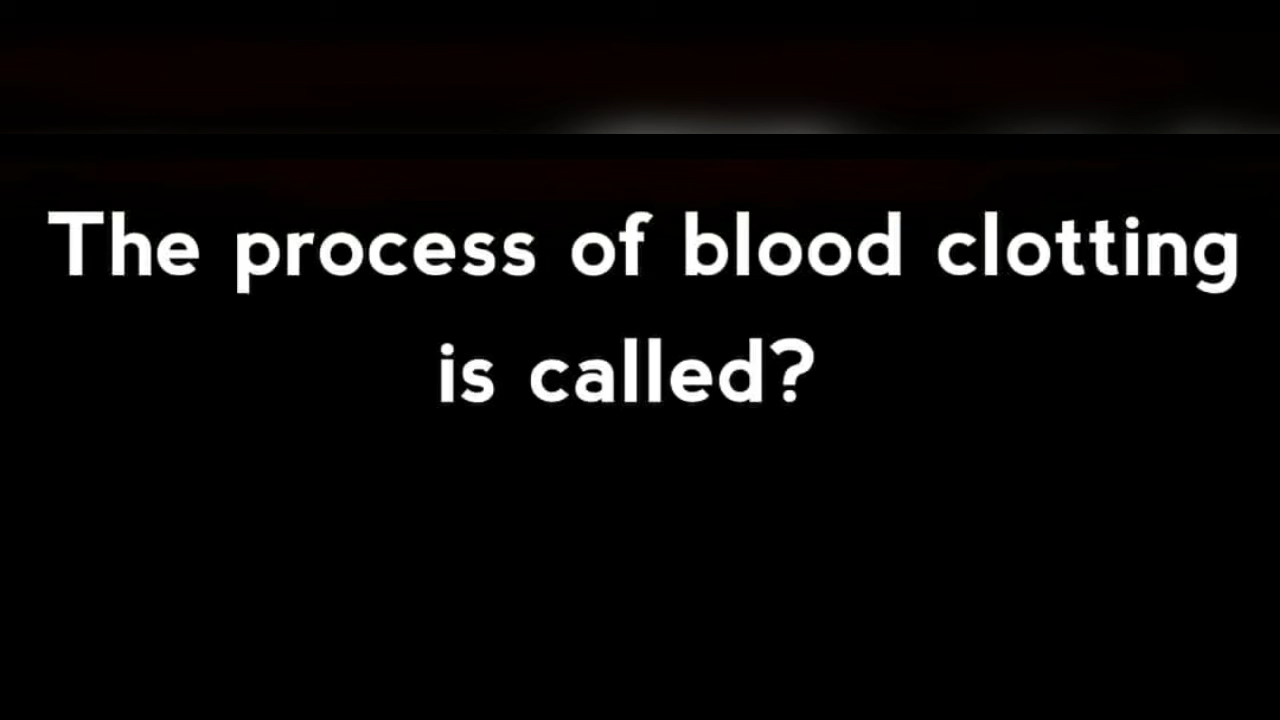 The process of blood clotting
is called?